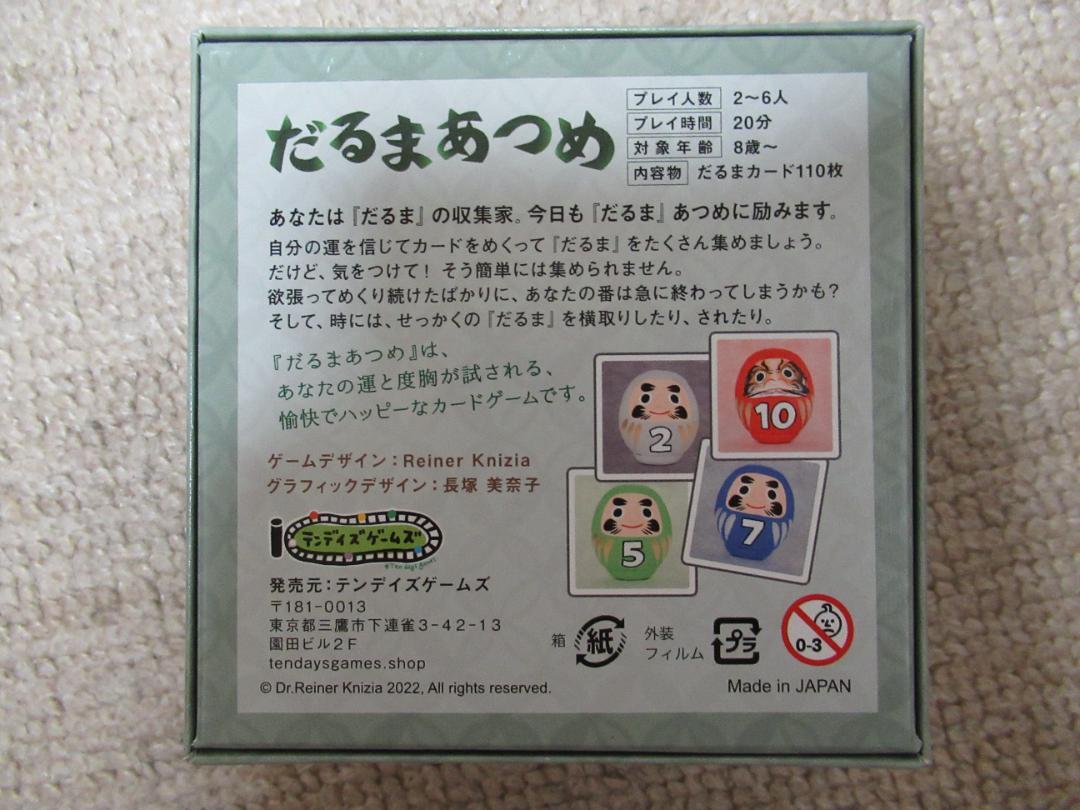 だるまあつめ
プレイ人数 2〜6人
プレイ時間 20分
対象年齢 8歳〜
内容物 だるまカード110枚
あなたは『だるま』の収集家。今日も『だるま』あつめに励みます。
自分の運を信じてカードをめくって『だるま』をたくさん集めましょう。
だけど、気をつけて！そう簡単には集められません。
欲張ってめくり続けたばかりに、あなたの番は急に終わってしまうかも？
そして、時には、せっかくの『だるま』を横取りしたり、されたり。
『だるまあつめ』は、
あなたの運と度胸が試される、
愉快でハッピーなカードゲームです。
2
10
5
7
ゲームデザイン：Reiner Knizia
グラフィックデザイン：長塚 美奈子
テンデイズゲームズ
#Ten days games
発売元：テンデイズゲームズ
〒181-0013
東京都三鷹市下連雀3-42-13
園田ビル2F
tendaysgames.shop
箱 紙
外装フィルム プラ
0-3
© Dr.Reiner Knizia 2022, All rights reserved.
Made in JAPAN